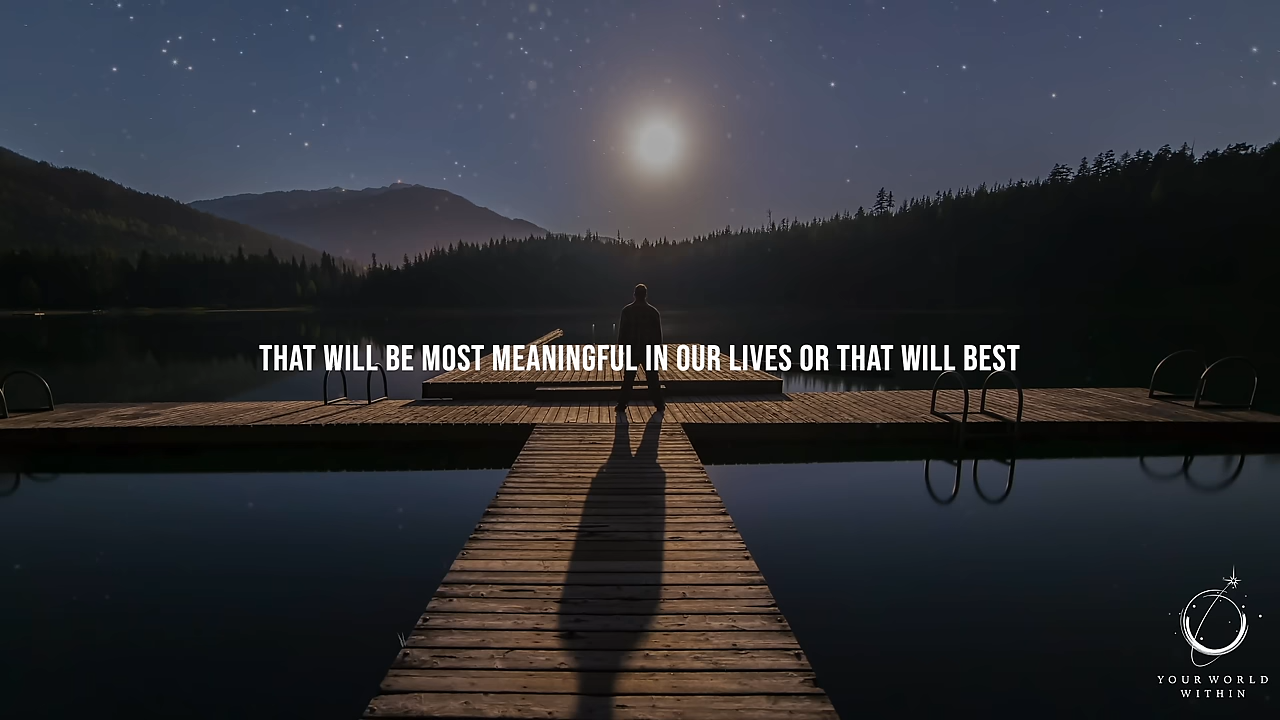 THAT WILL BE MOST MEANINGFUL IN OUR LIVES OR THAT WILL BEST
YOUR WORLD
WITHIN